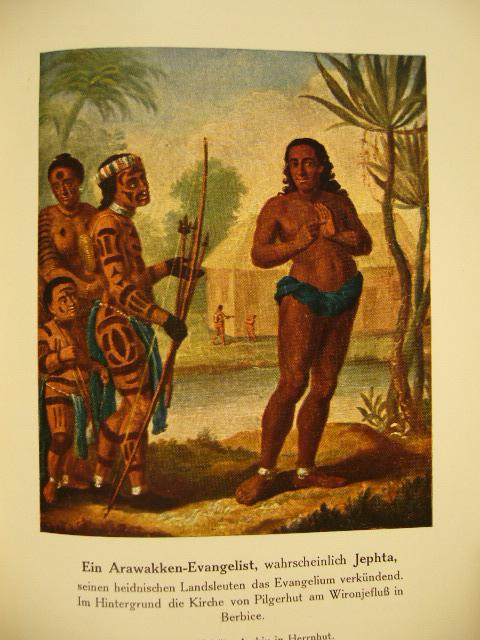 Ein Arawakken-Evangelist, wahrscheinlich Jephta,
seinen heidnischen Landsleuten das Evangelium verkündend.
Im Hintergrund die Kirche von Pilgerhut am Wironjefluß in
Berbice.
in Herrnhut.